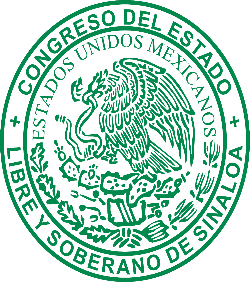 CONGRESO DEL ESTADO
ESTADOS UNIDOS MEXICANOS
LIBRE Y SOBERANO DE SINALOA